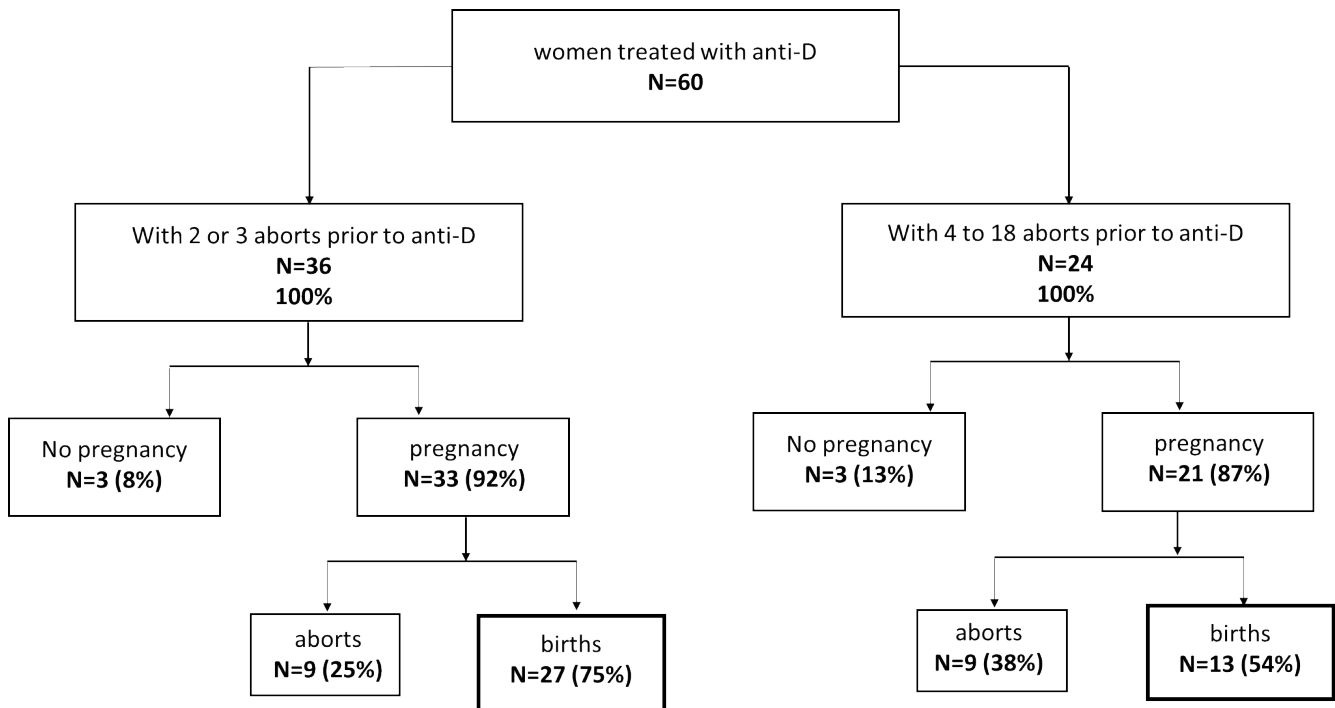 women treated with anti-D
N=60
With 2 or 3 aborts prior to anti-D
N=36
100%
With 4 to 18 aborts prior to anti-D
N=24
100%
No pregnancy
N=3 (8%)
pregnancy
N=33 (92%)
No pregnancy
N=3 (13%)
pregnancy
N=21 (87%)
aborts
N=9 (25%)
births
N=27 (75%)
aborts
N=9 (38%)
births
N=13 (54%)